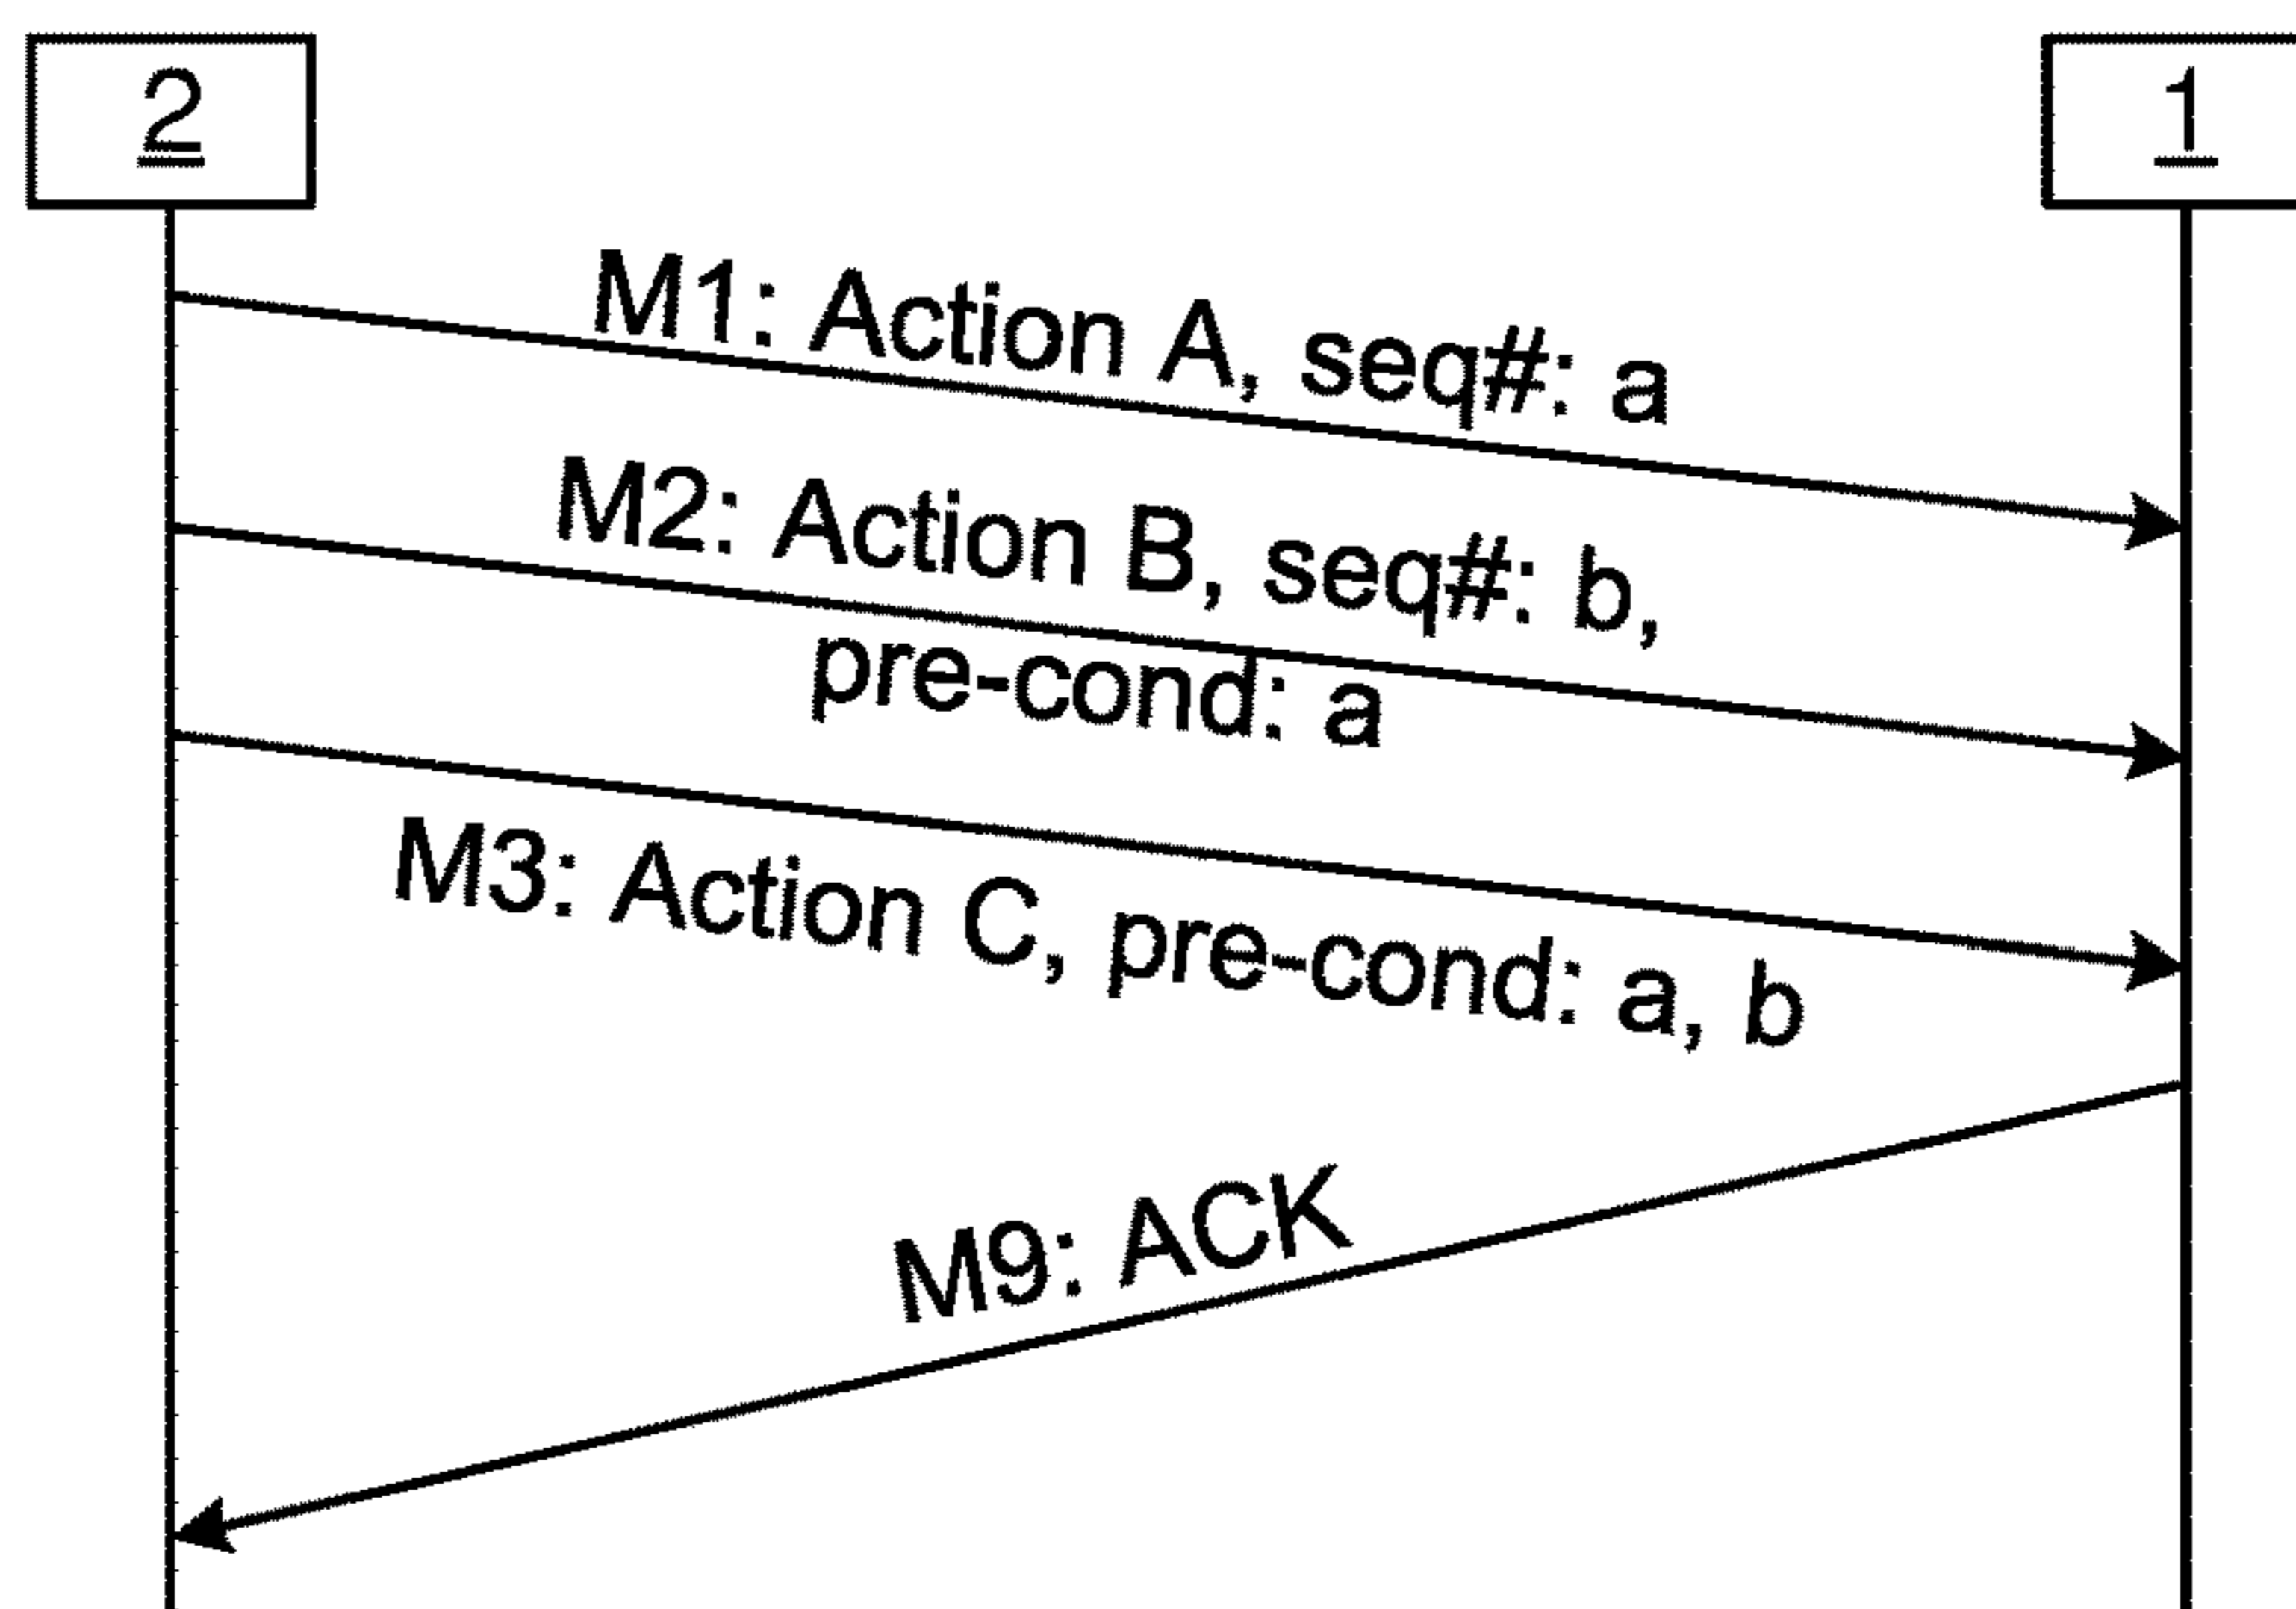 2
1
M1: Action A, seq#: a
M2: Action B, seq#: b,
pre-cond: a
M3: Action C, pre-cond: a, b
M9: ACK